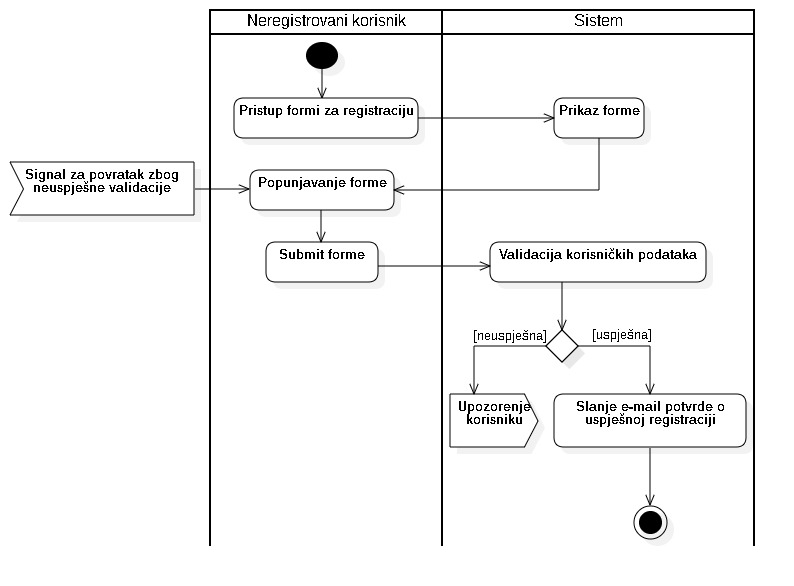 Neregistrovani korisnik
Sistem
Pristup formi za registraciju
Prikaz forme
Signal za povratak zbog
neuspješne validacije
Popunjavanje forme
Submit forme
Validacija korisničkih podataka
[neuspješna]
[uspješna]
Upozorenje
korisniku
Slanje e-mail potvrde o
uspješnoj registraciji